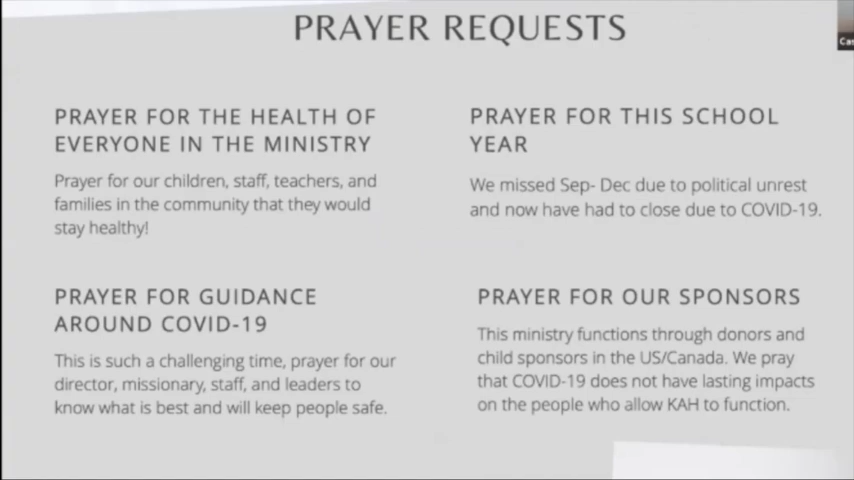 PRAYER REQUESTS
PRAYER FOR THE HEALTH OF
EVERYONE IN THE MINISTRY
Prayer for our children, staff, teachers, and
families in the community that they would
stay healthy!
PRAYER FOR THIS SCHOOL
YEAR
We missed Sep- Dec due to political unrest
and now have had to close due to COVID-19.
PRAYER FOR GUIDANCE
AROUND COVID-19
This is such a challenging time, prayer for our
director, missionary, staff, and leaders to
know what is best and will keep people safe.
PRAYER FOR OUR SPONSORS
This ministry functions through donors and
child sponsors in the US/Canada. We pray
that COVID-19 does not have lasting impacts
on the people who allow KAH to function.